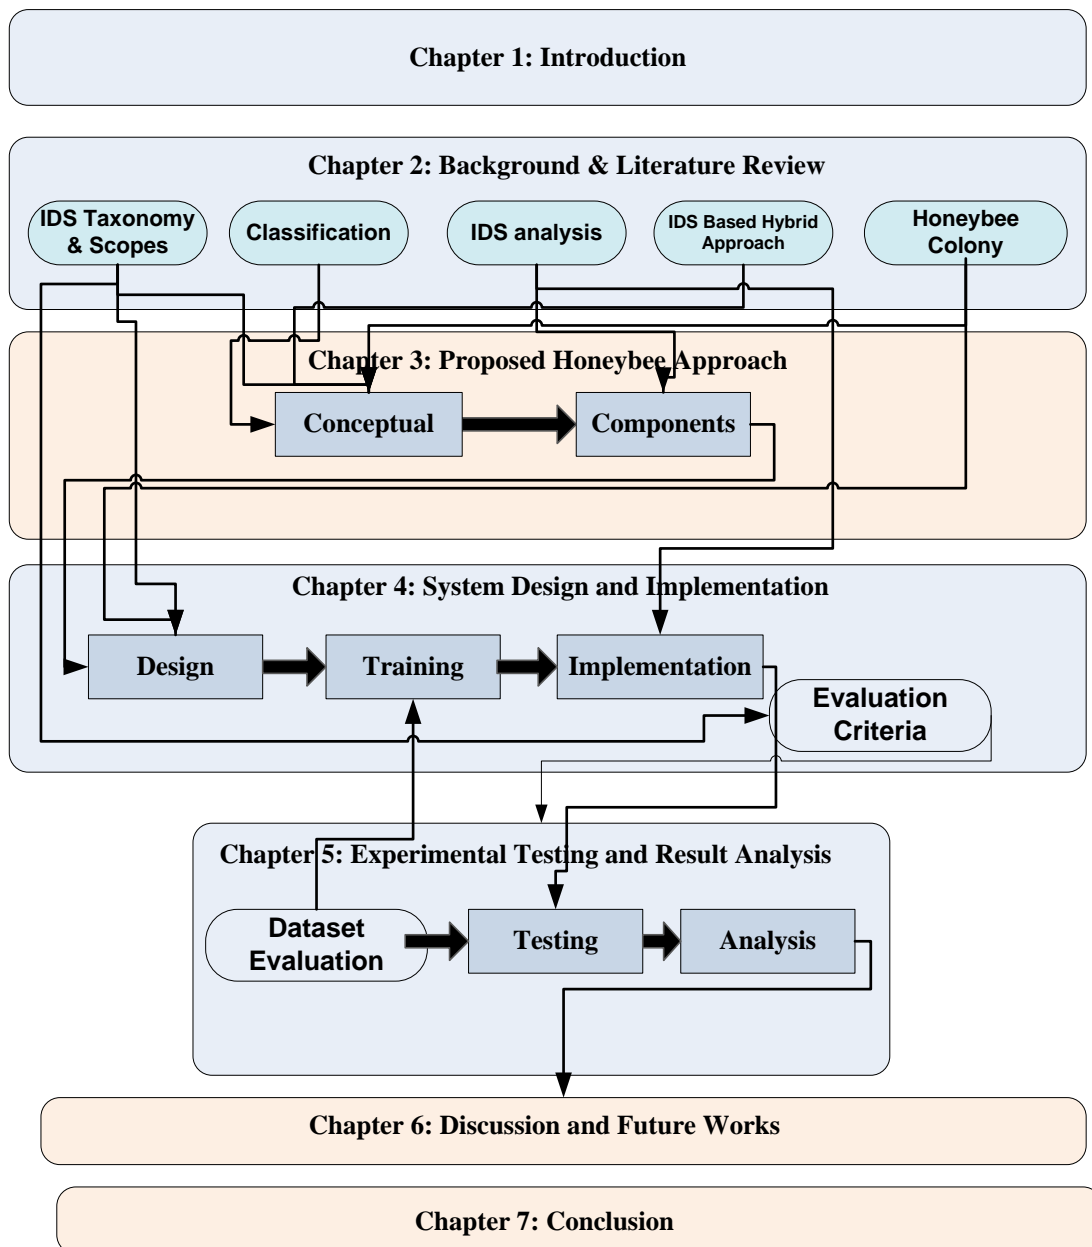 Chapter 1: Introduction
Chapter 2: Background & Literature Review
IDS Taxonomy
& Scopes
Classification
IDS analysis
IDS Based Hybrid
Approach
Honeybee
Colony
Chapter 3: Proposed Honeybee Approach
Conceptual
Components
Chapter 4: System Design and Implementation
Design
Training
Implementation
Evaluation
Criteria
Chapter 5: Experimental Testing and Result Analysis
Dataset
Evaluation
Testing
Analysis
Chapter 6: Discussion and Future Works
Chapter 7: Conclusion